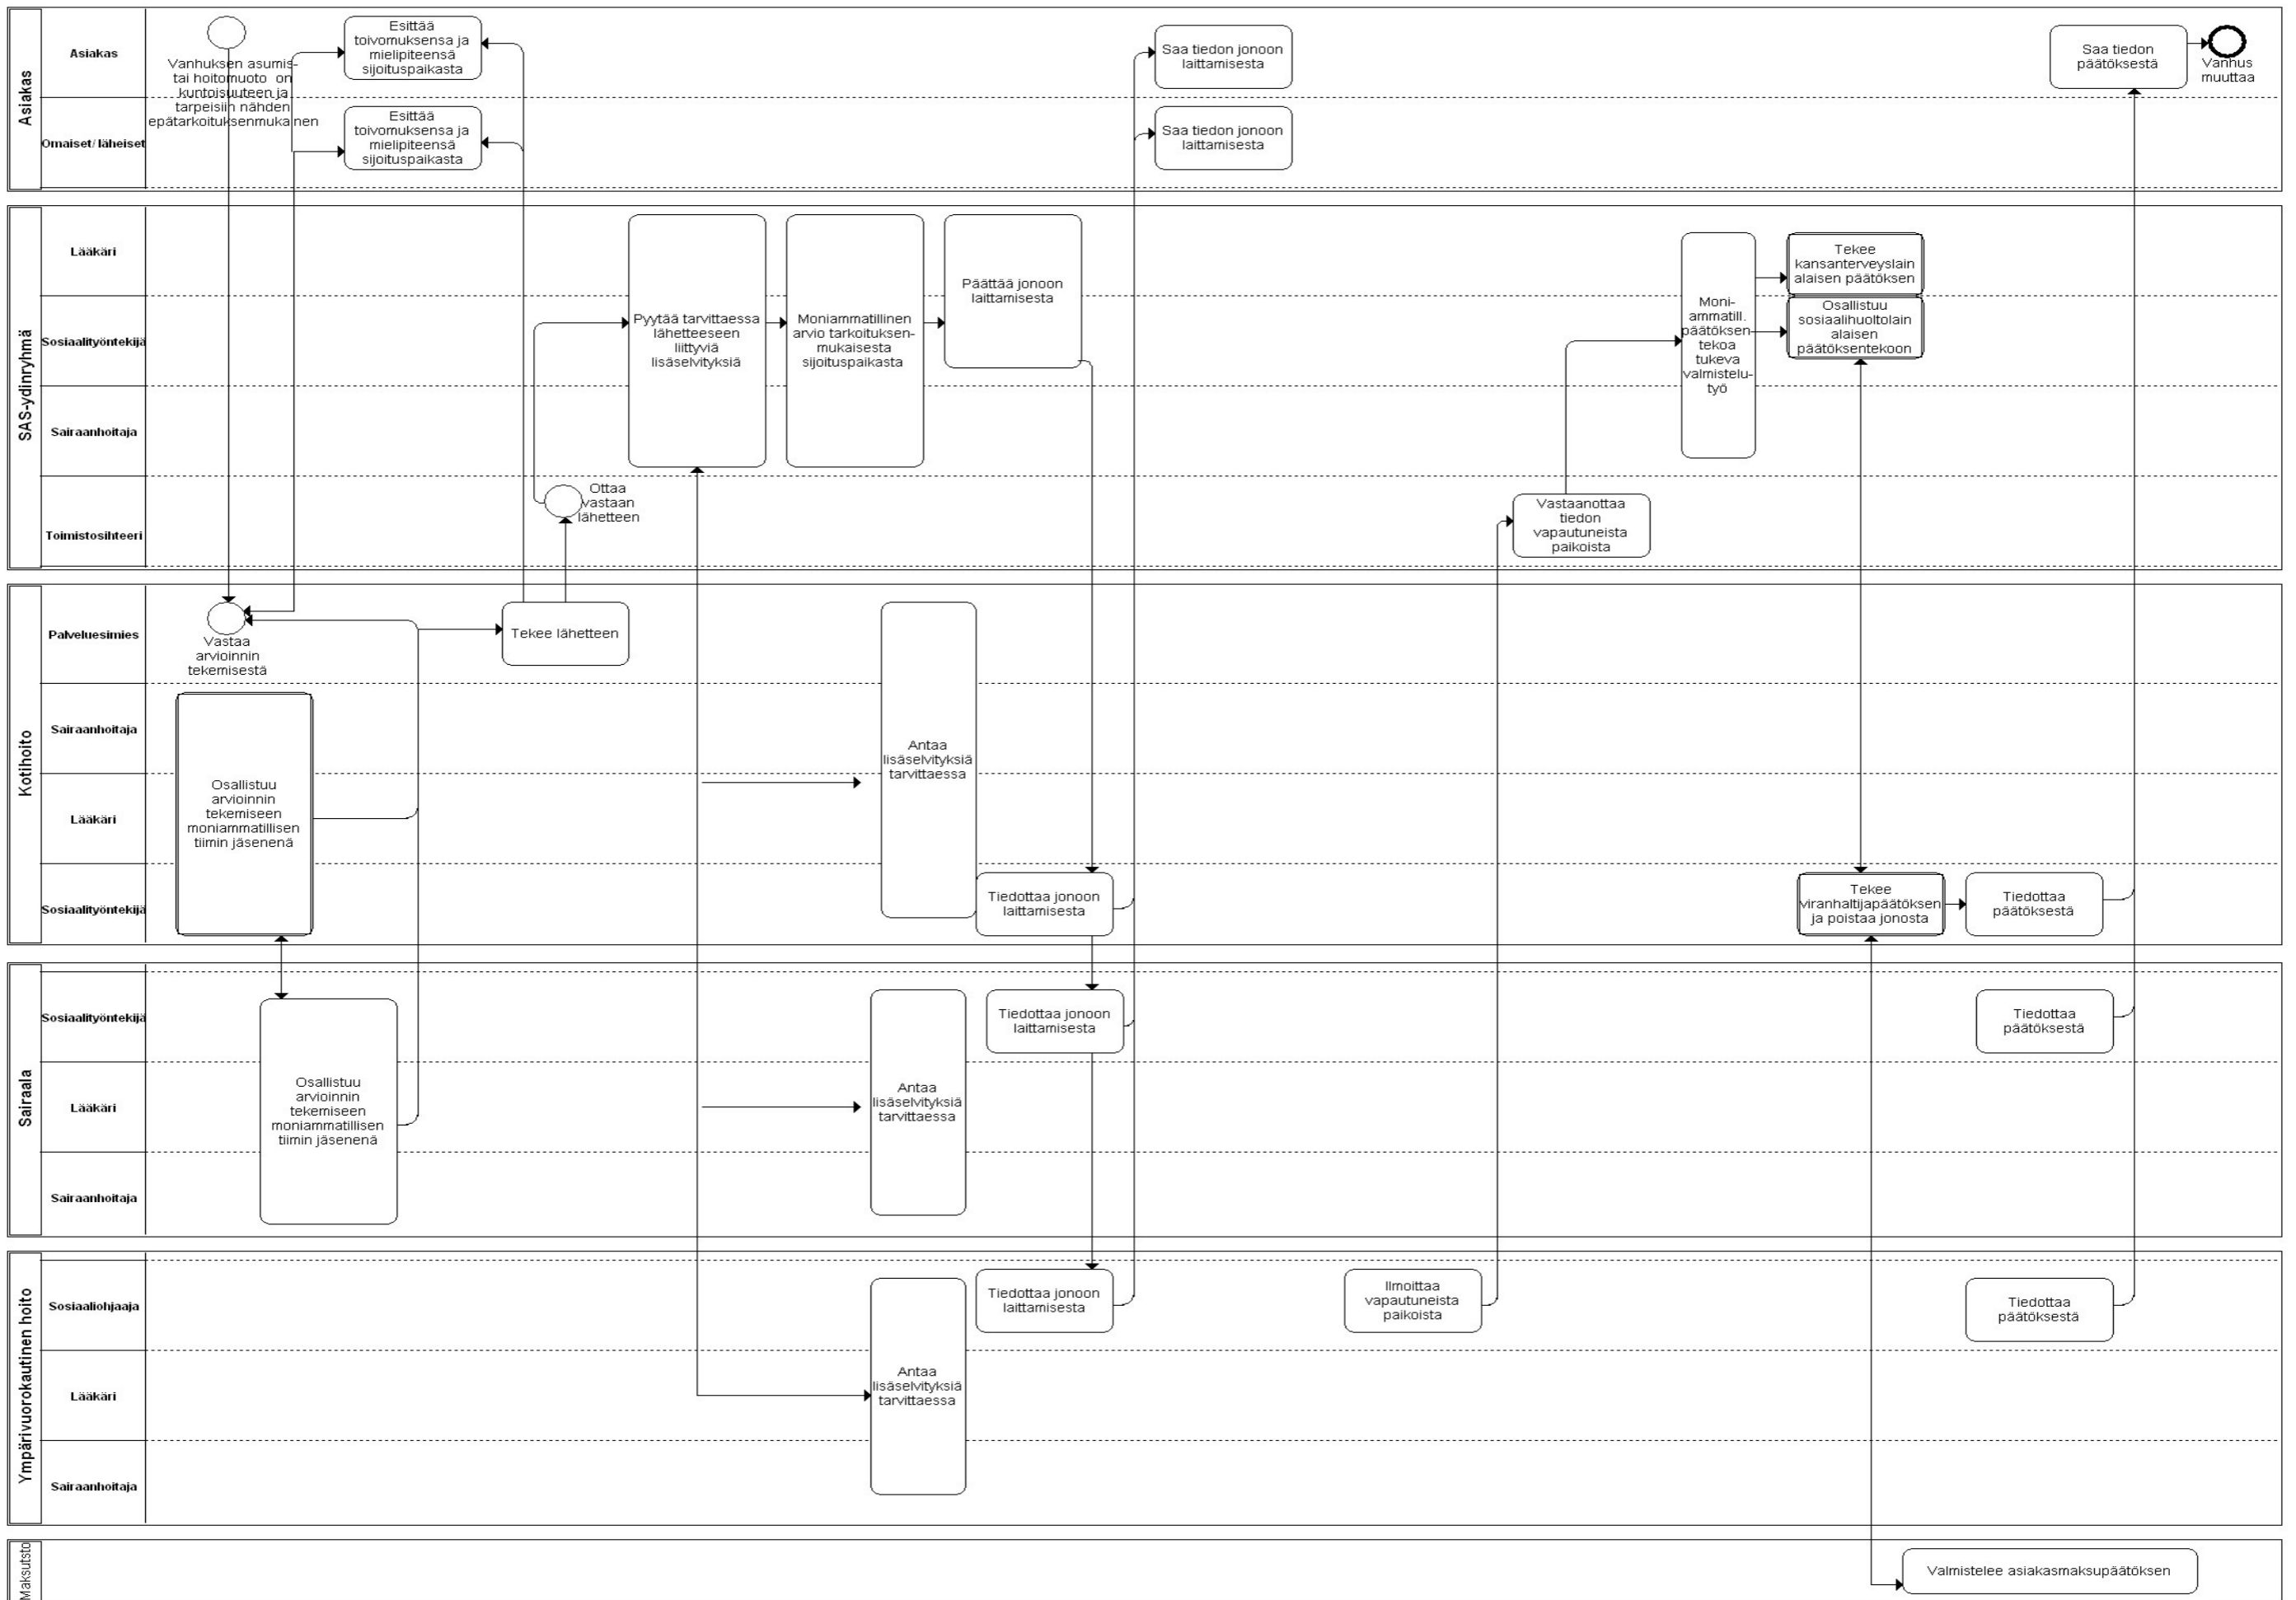 Asiakas
Asiakas
Omaiset/ läheiset
Vanhuksen asumis-
tai hoitomuoto on
kuntoisuuteen ja
tarpeisiin nähden
epätarkoituksenmukainen
Esittää
toivomuksensa ja
mielipiteensä
sijoituspaikasta
Esittää
toivomuksensa ja
mielipiteensä
sijoituspaikasta
Saa tiedon jonoon
laittamisesta
Saa tiedon jonoon
laittamisesta
Saa tiedon
päätöksestä
Vanhus
muuttaa
SAS-ydinryhmä
Lääkäri
Sosiaalityöntekijä
Sairaanhoitaja
Toimistosihteeri
Ottaa
vastaan
lähetteen
Pyytää tarvittaessa
lähetteeseen
liittyviä
lisäselvityksiä
Moniammatillinen
arvio tarkoituksen-
mukaisesta
sijoituspaikasta
Päättää jonoon
laittamisesta
Vastaanottaa
tiedon
vapautuneista
paikoista
Moni-
ammatill.
päätöksen-
tekoa
tukeva
valmistelu-
työ
Tekee
kansanterveyslain
alaisen päätöksen
Osallistuu
sosiaalihuoltolain
alaisen
päätöksentekoon
Kotihoito
Palveluesimies
Sairaanhoitaja
Lääkäri
Sosiaalityöntekijä
Vastaa
arvioinnin
tekemisestä
Osallistuu
arvioinnin
tekemiseen
moniammatillisen
tiimin jäsenenä
Tekee lähetteen
Antaa
lisäselvityksiä
tarvittaessa
Tiedottaa jonoon
laittamisesta
Tekee
viranhaltijapäätöksen
ja poistaa jonosta
Tiedottaa
päätöksestä
Sairaala
Sosiaalityöntekijä
Lääkäri
Sairaanhoitaja
Osallistuu
arvioinnin
tekemiseen
moniammatillisen
tiimin jäsenenä
Antaa
lisäselvityksiä
tarvittaessa
Tiedottaa jonoon
laittamisesta
Tiedottaa
päätöksestä
Ympärivuorokautinen hoito
Sosiaaliohjaaja
Lääkäri
Sairaanhoitaja
Antaa
lisäselvityksiä
tarvittaessa
Tiedottaa jonoon
laittamisesta
Ilmoittaa
vapautuneista
paikoista
Tiedottaa
päätöksestä
Maksutsto
Valmistelee asiakasmaksupäätöksen